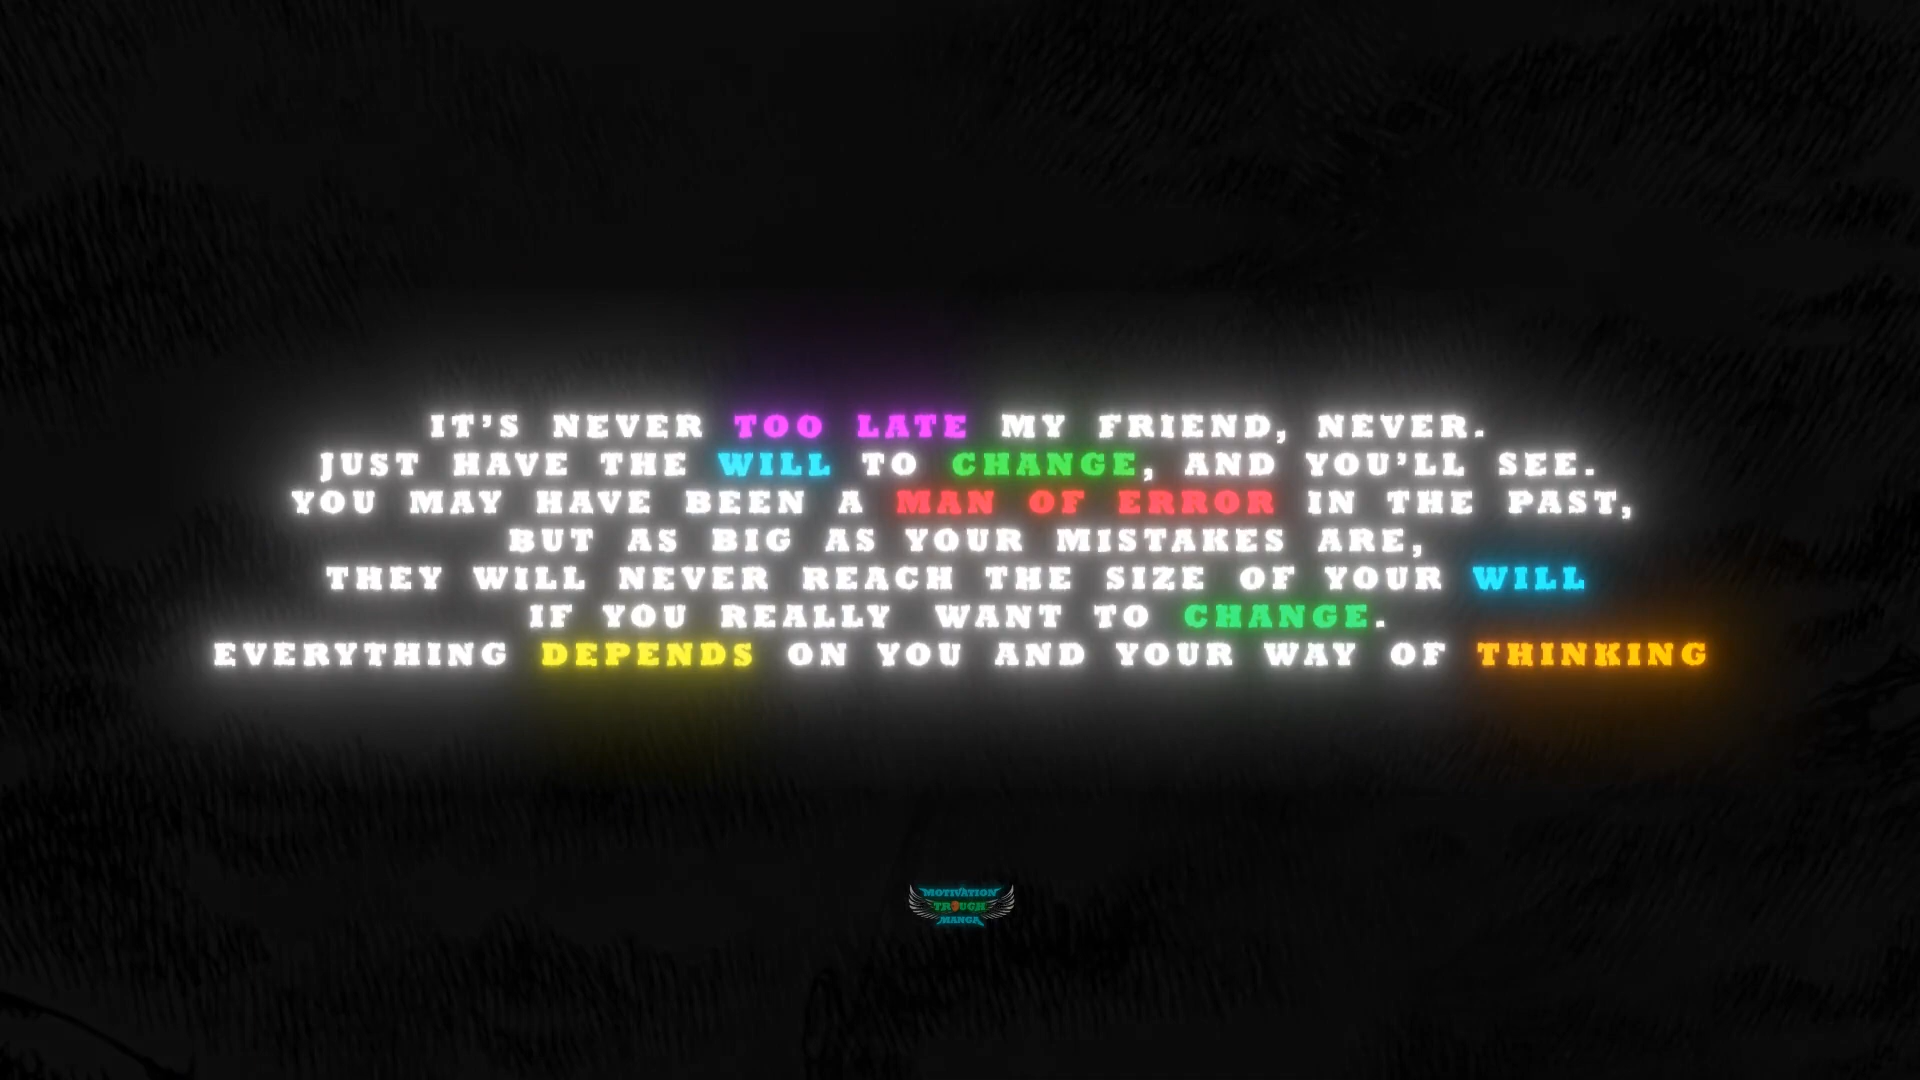 IT'S NEVER TOO LATE MY FRIEND, NEVER.
JUST HAVE THE WILL TO CHANGE, AND YOU'LL SEE.
YOU MAY HAVE BEEN A MAN OF ERROR IN THE PAST,
BUT AS BIG AS YOUR MISTAKES ARE,
THEY WILL NEVER REACH THE SIZE OF YOUR WILL
IF YOU REALLY WANT TO CHANGE.
EVERYTHING DEPENDS ON YOU AND YOUR WAY OF THINKING
MOTIVATION
TROUGH
MANGA